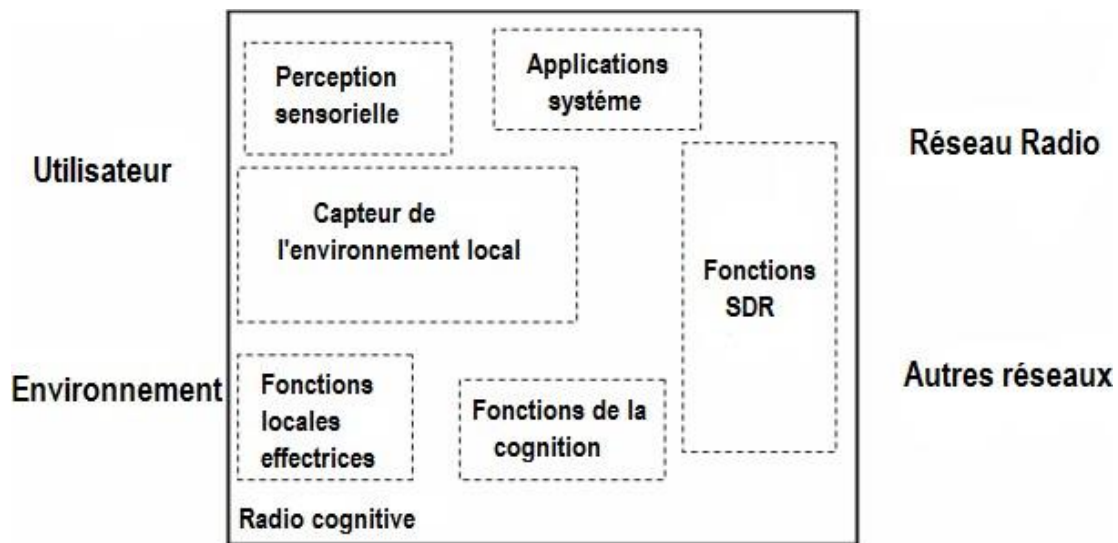 Perception
sensorielle
Applications
systéme
Utilisateur
Réseau Radio
Capteur de
l'environnement local
Fonctions
SDR
Environnement
Autres réseaux
Fonctions
locales
effectrices
Fonctions de la
cognition
Radio cognitive